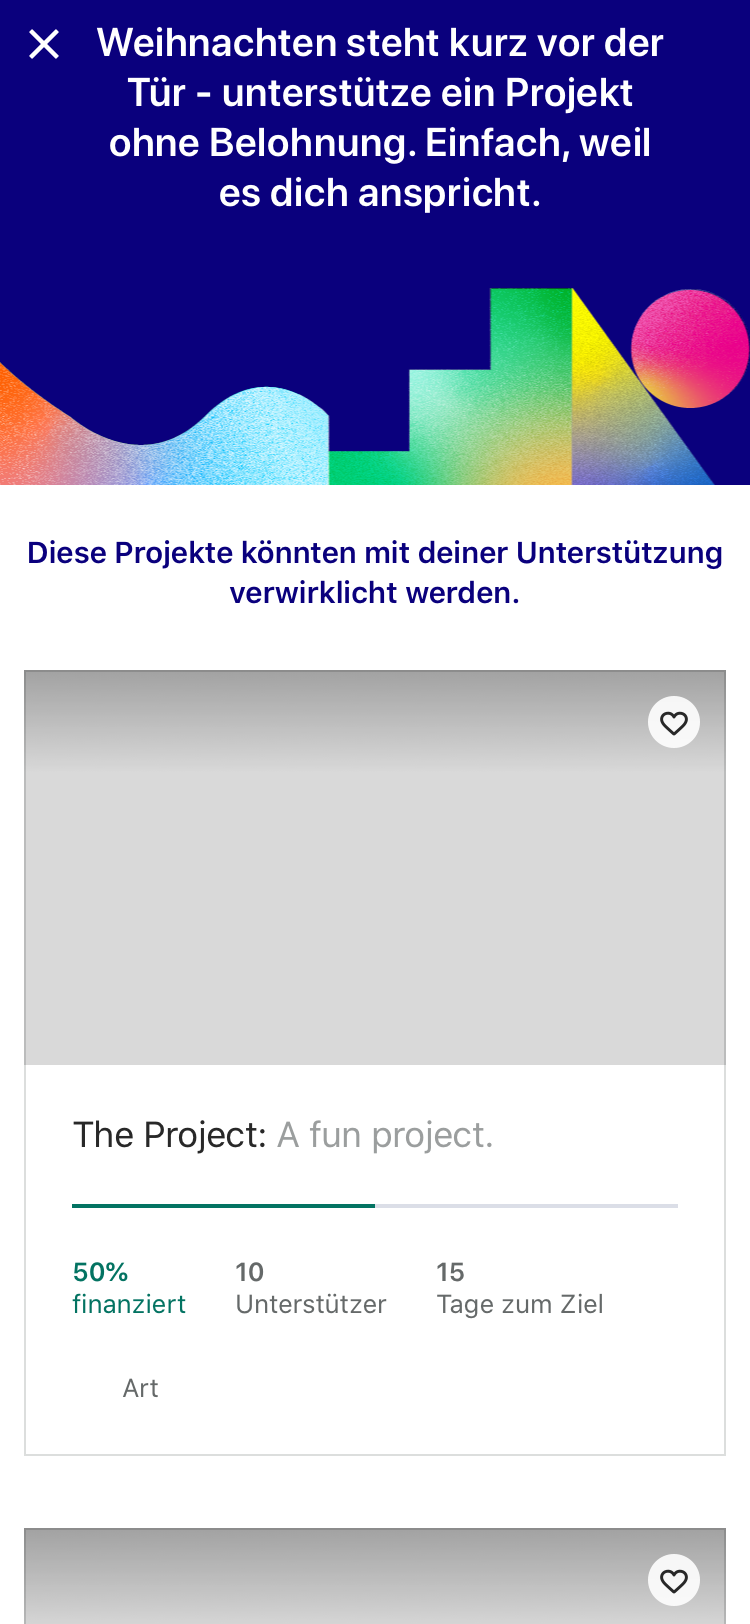 Weihnachten steht kurz vor der
Tür - unterstütze ein Projekt
ohne Belohnung. Einfach, weil
es dich anspricht.
Diese Projekte könnten mit deiner Unterstützung
verwirklicht werden.
The Project: A fun project.
50% 10 15
finanziert Unterstützer Tage zum Ziel
Art